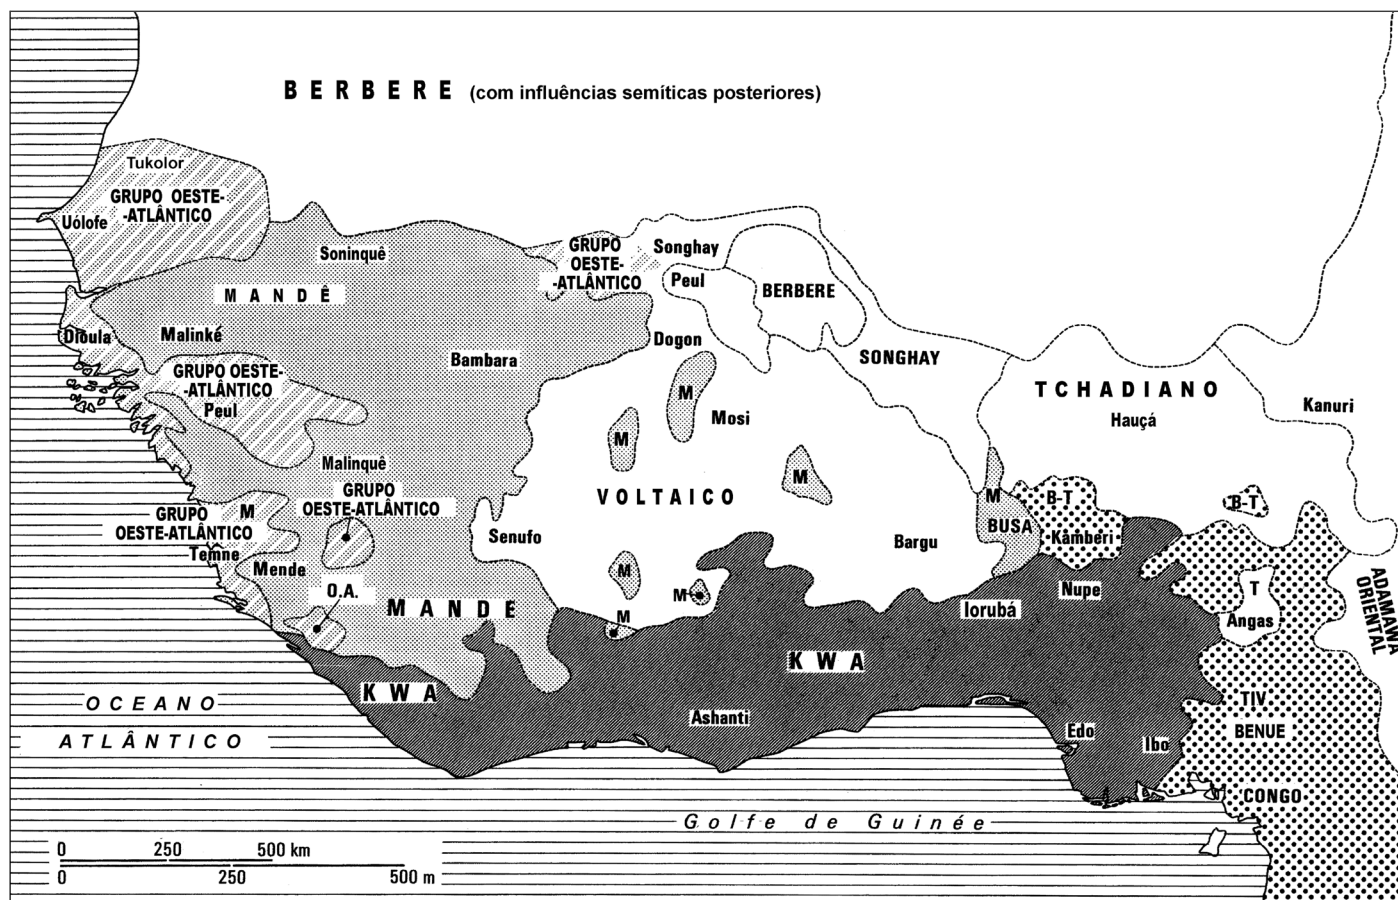 BERBERE (com influências semíticas posteriores)
Tukolor
GRUPO OESTE-
-ATLÂNTICO
Uólofe
Soninquê
GRUPO
OESTE-
-ATLÂNTICO
Songhay
Peul
BERBERE
MANDÊ
Dioula
Malinké
Bambara
Dogon
SONGHAY
GRUPO OESTE-
-ATLÂNTICO
Peul
M
Mosi
TCHADIANO
Hauçá
Kanuri
M
Malinquê
GRUPO
OESTE-ATLÂNTICO
M
VOLTAICO
M
B-T
B-T
GRUPO
OESTE-ATLÂNTICO
M
Temne
Senufo
Bargu
BUSA
Kamberi
Mende
M
O.A.
MANDE
M
M
Iorubá
Nupe
T
Angas
ADAMAWA
ORIENTAL
KWA
KWA
OCEANO
ATLÂNTICO
Ashanti
Edo
Ibo
TIV
BENUE
CONGO
Golfe de Guinée
0 250 500 km
0 250 500 m